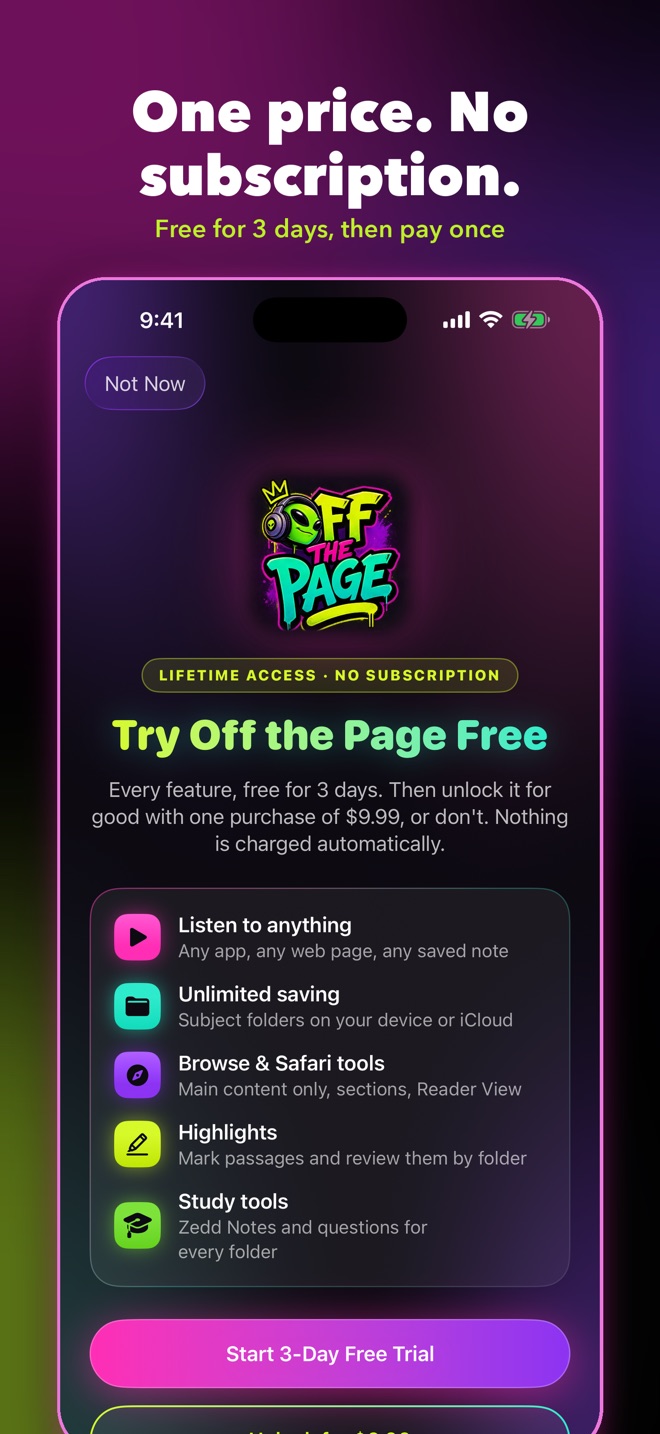 One price. No
subscription.
Free for 3 days, then pay once
9:41
Not Now
OFF
THE
PAGE
LIFETIME ACCESS · NO SUBSCRIPTION
Try Off the Page Free
Every feature, free for 3 days. Then unlock it for
good with one purchase of $9.99, or don't. Nothing
is charged automatically.
Listen to anything
Any app, any web page, any saved note
Unlimited saving
Subject folders on your device or iCloud
Browse & Safari tools
Main content only, sections, Reader View
Highlights
Mark passages and review them by folder
Study tools
Zedd Notes and questions for
every folder
Start 3-Day Free Trial